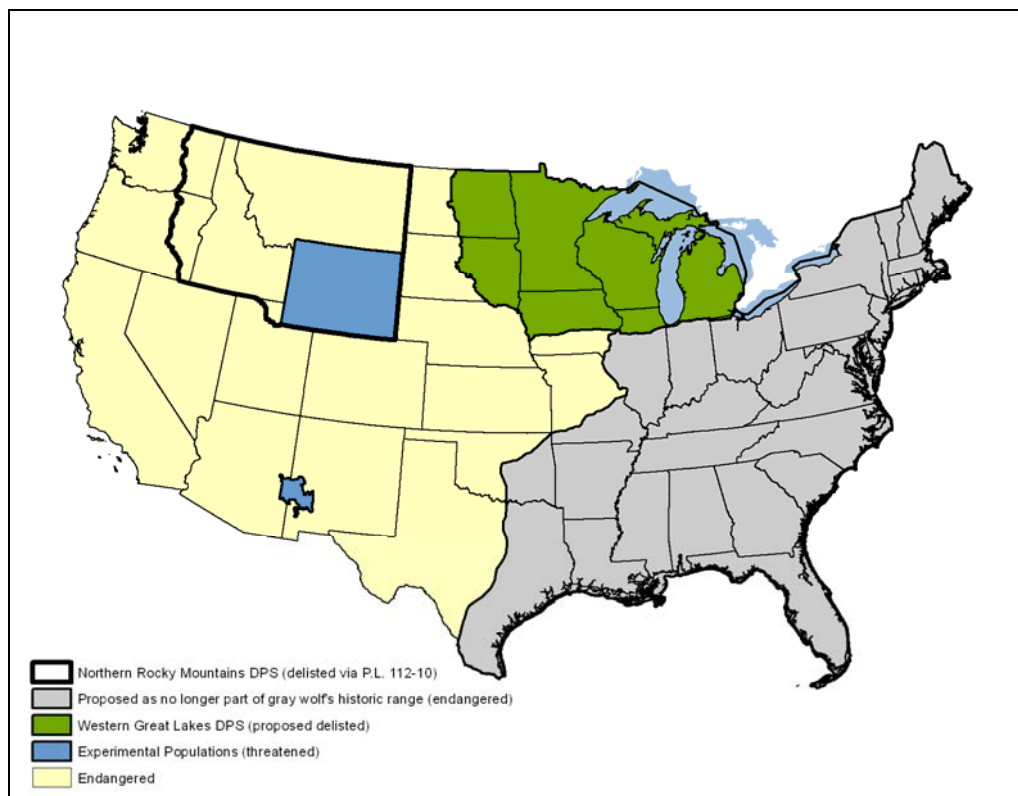 Northern Rocky Mountains DPS (delisted via P.L. 112-10)
Proposed as no longer part of gray wolf's historic range (endangered)
Western Great Lakes DPS (proposed delisted)
Experimental Populations (threatened)
Endangered